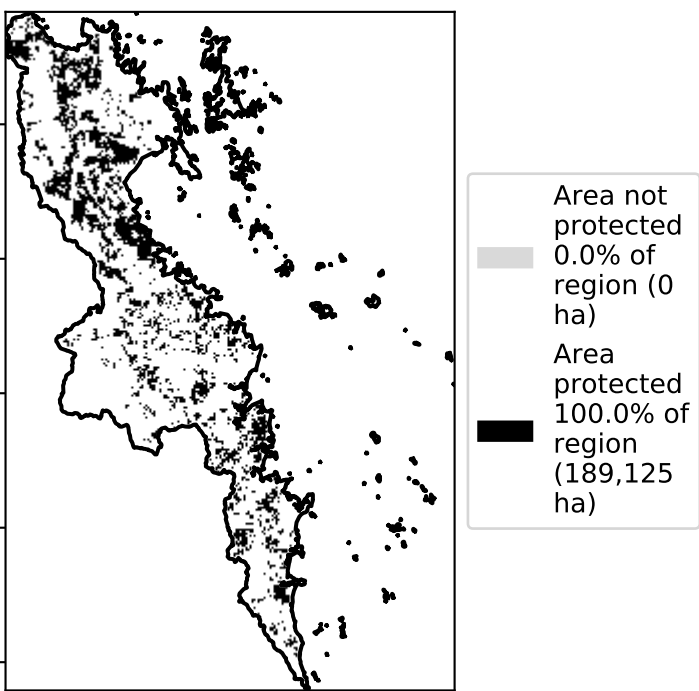 Area not
protected
0.0% of
region (0
ha)
Area
protected
100.0% of
region
(189,125
ha)